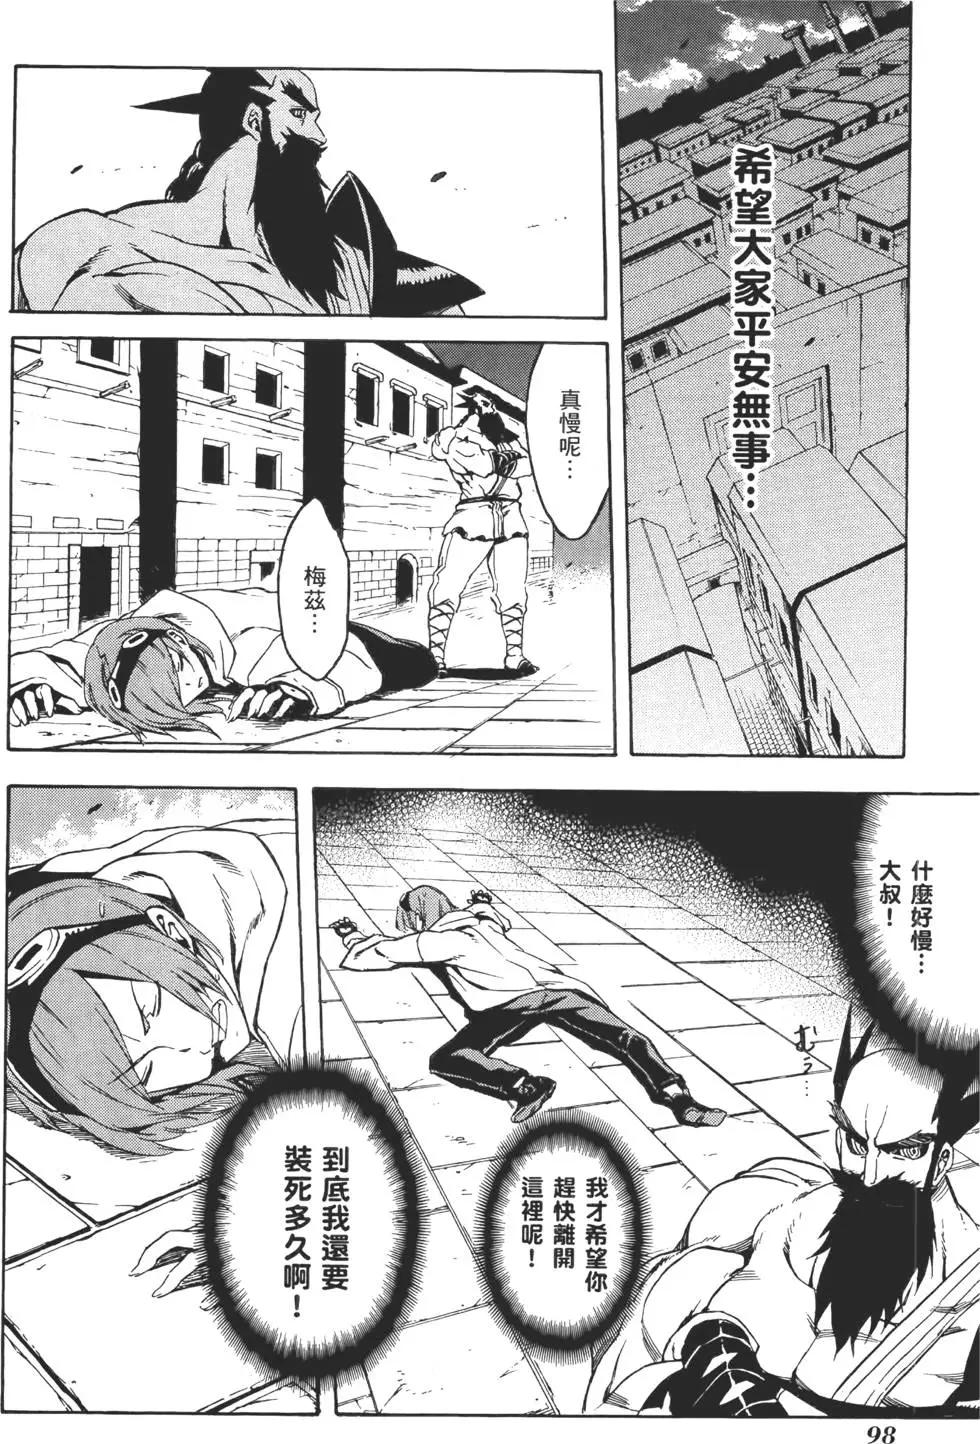 希望大家平安無事…
真慢呢…
梅茲…
什麼好慢…
大叔！
むぅ…
我才希望你
趕快離開
這裡呢！
到底我還要
裝死多久啊！
98